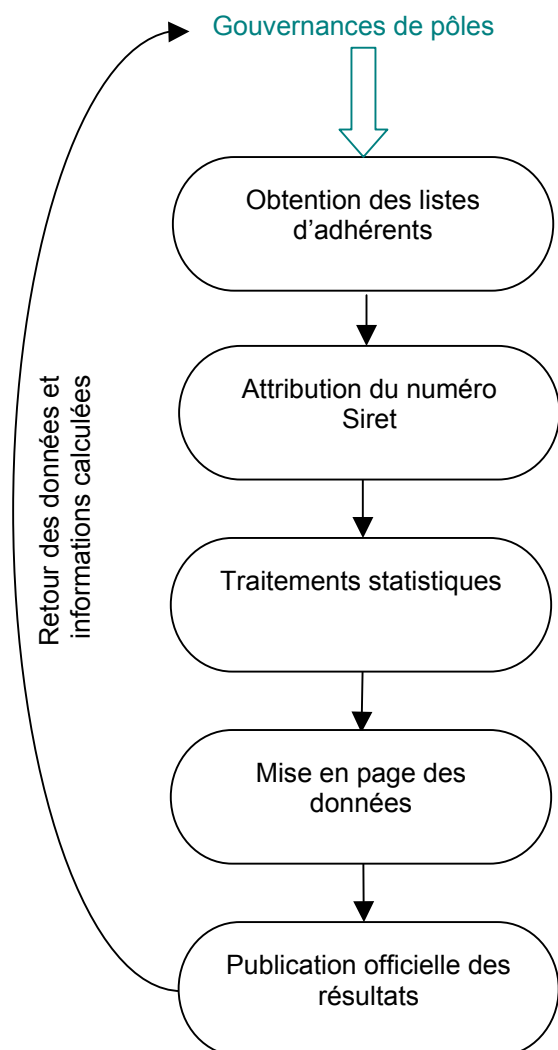 Gouvernances de pôles
Obtention des listes
d’adhérents
Attribution du numéro
Siret
Traitements statistiques
Mise en page des
données
Publication officielle des
résultats
Retour des données et
informations calculées